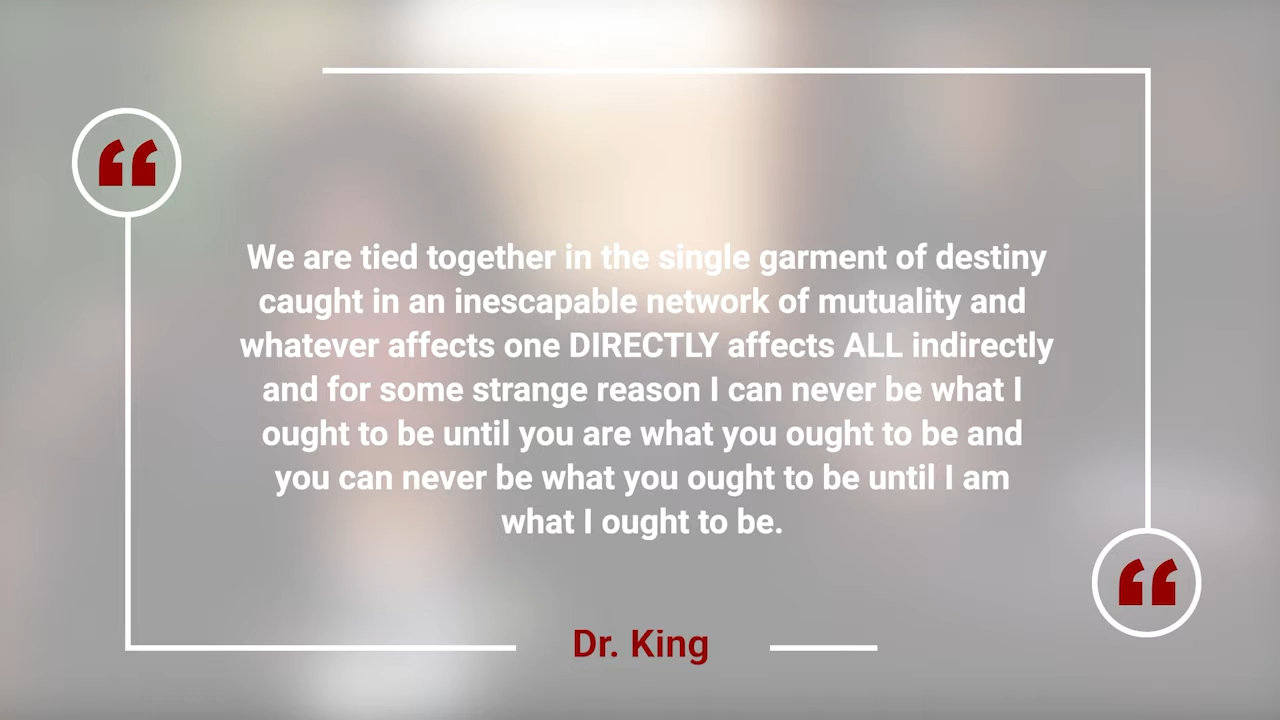 “
We are tied together in the single garment of destiny
caught in an inescapable network of mutuality and
whatever affects one DIRECTLY affects ALL indirectly
and for some strange reason I can never be what I
ought to be until you are what you ought to be and
you can never be what you ought to be until I am
what I ought to be.
“
Dr. King